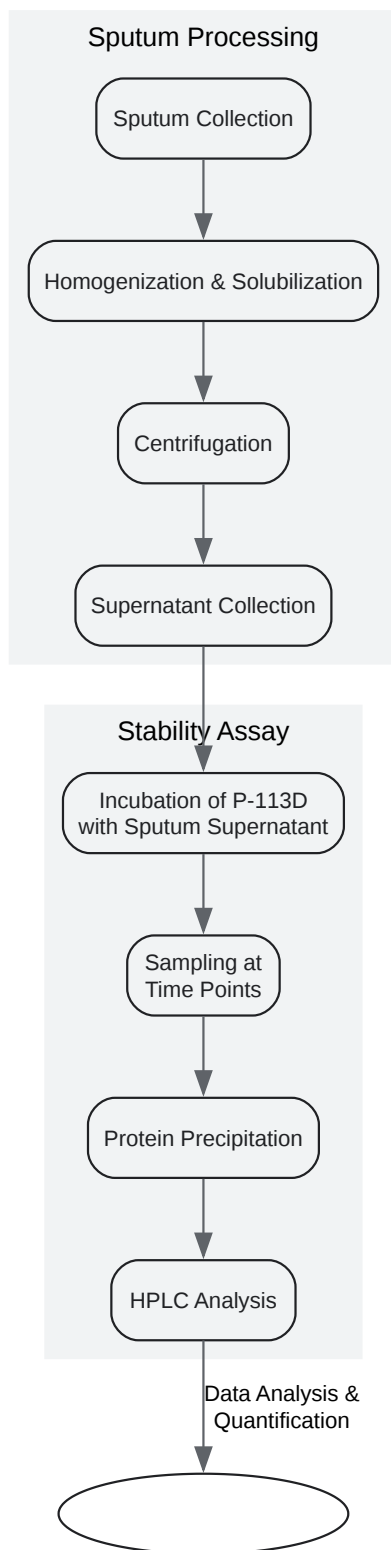 Sputum Processing
Sputum Collection
Homogenization & Solubilization
Centrifugation
Supernatant Collection
Stability Assay
Incubation of P-113D
with Sputum Supernatant
Sampling at
Time Points
Protein Precipitation
HPLC Analysis
Data Analysis &
Quantification